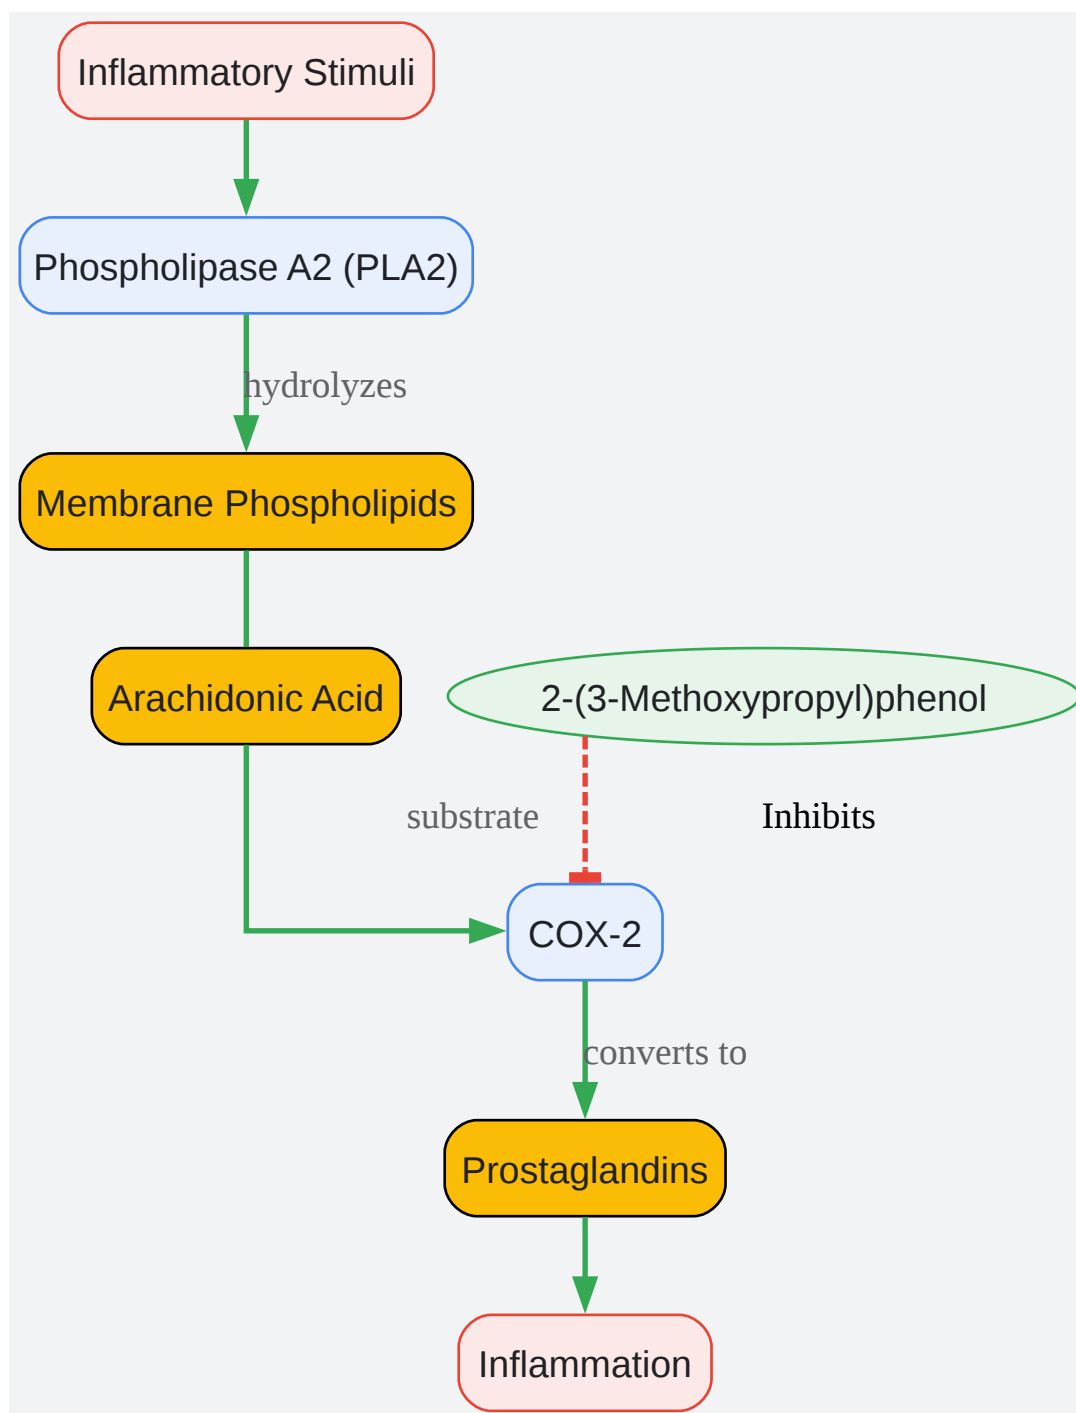 Inflammatory Stimuli
Phospholipase A2 (PLA2)
hydrolyzes
Membrane Phospholipids
Arachidonic Acid
2-(3-Methoxypropyl)phenol
substrate
Inhibits
COX-2
converts to
Prostaglandins
Inflammation